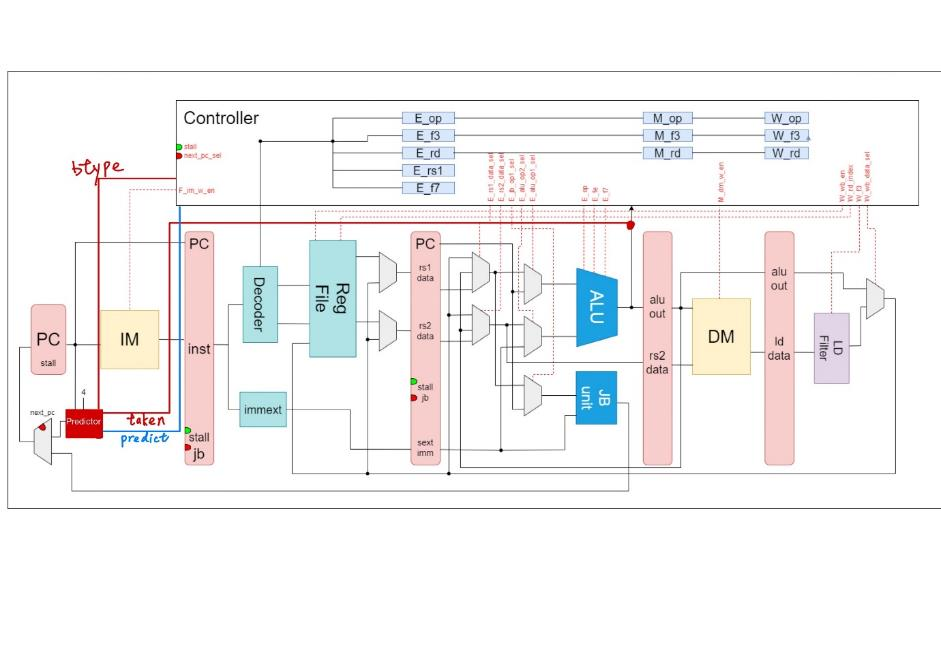 Controller
E_op
M_op
W_op
E_f3
M_f3
W_f3
E_rd
M_rd
W_rd
E_rs1
E_f7
stall
next_pc_sel
btype
F_im_w_en
E_rs1_data_sel
E_rs2_data_sel
E_jb_op1_sel
E_alu_op2_sel
E_alu_op1_sel
E_op
E_f7
M_dm_w_en
W_wb_en
W_rd_index
W_f3
W_wb_data_sel
PC
stall
IM
PC
inst
stall
jb
Decoder
Reg
File
immext
PC
rs1
data
rs2
data
stall
jb
sext
imm
ALU
JB
unit
alu
out
rs2
data
DM
alu
out
ld
data
LD
Filter
4
next_pc
Predictor
taken
predict